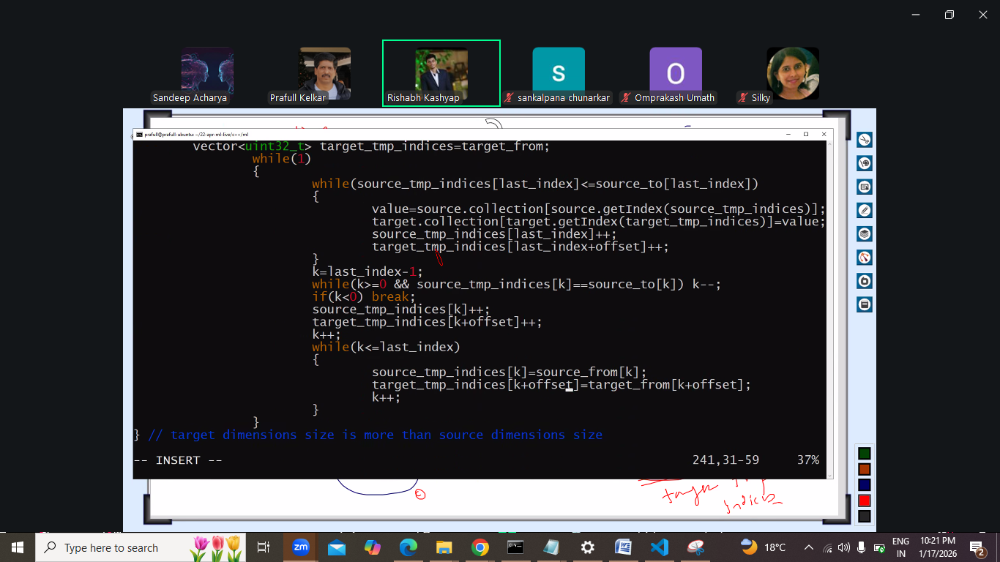 S
O
Sandeep Acharya
Prafull Kelkar
Rishabh Kashyap
sankalpana chunarkar
Omprakash Umath
Silky
prafull@prafull-ubuntu: ~/22-apr-ml-live/c++/ml
vector<uint32_t> target_tmp_indices=target_from;
while(1)
{
while(source_tmp_indices[last_index]<=source_to[last_index])
{
value=source.collection[source.getIndex(source_tmp_indices)];
target.collection[target.getIndex(target_tmp_indices)]=value;
source_tmp_indices[last_index]++;
target_tmp_indices[last_index+offset]++;
}
k=last_index-1;
while(k>=0 && source_tmp_indices[k]==source_to[k]) k--;
if(k<0) break;
source_tmp_indices[k]++;
target_tmp_indices[k+offset]++;
k++;
while(k<=last_index)
{
source_tmp_indices[k]=source_from[k];
target_tmp_indices[k+offset]=target_from[k+offset];
k++;
}
}
} // target dimensions size is more than source dimensions size
-- INSERT --
241,31-59
37%
target
indices
zm
Type here to search
18°C
ENG
IN
10:21 PM
1/17/2026
2